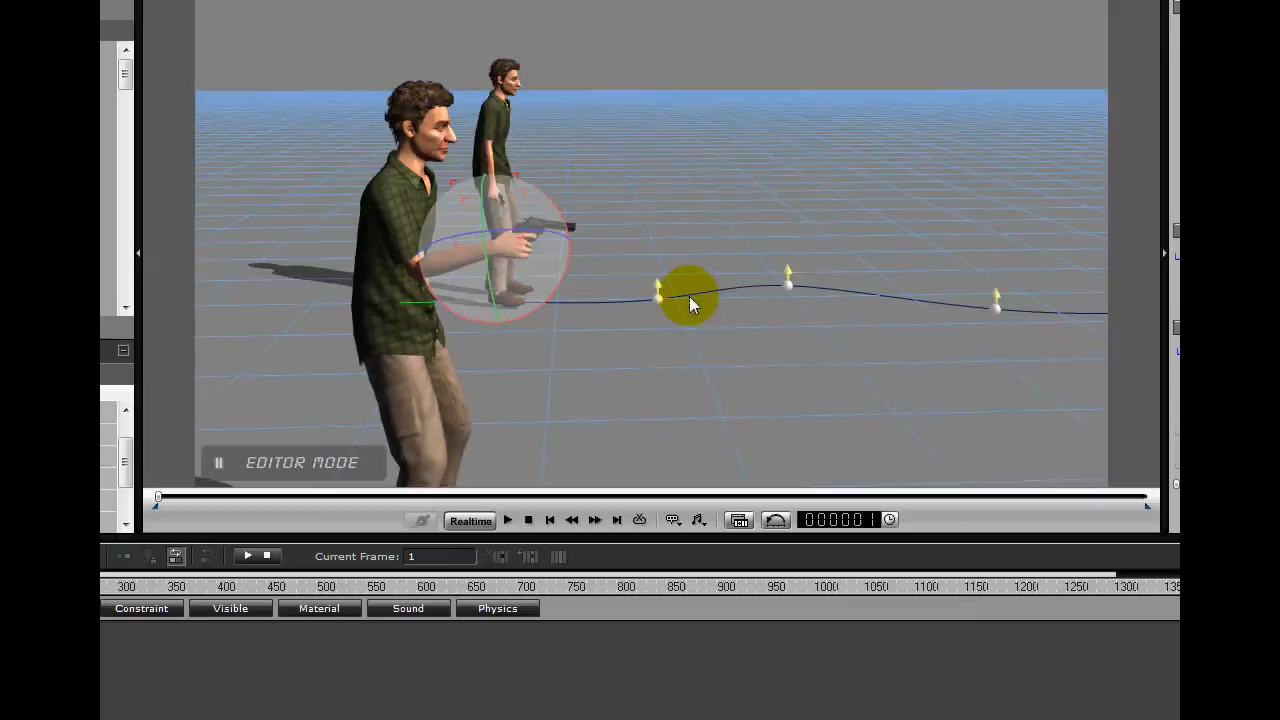 EDITOR MODE
Realtime
000001
Current Frame: 1
300 350 400 450 500 550 600 650 700 750 800 850 900 950 1000 1050 1100 1150 1200 1250 1300
Constraint Visible Material Sound Physics